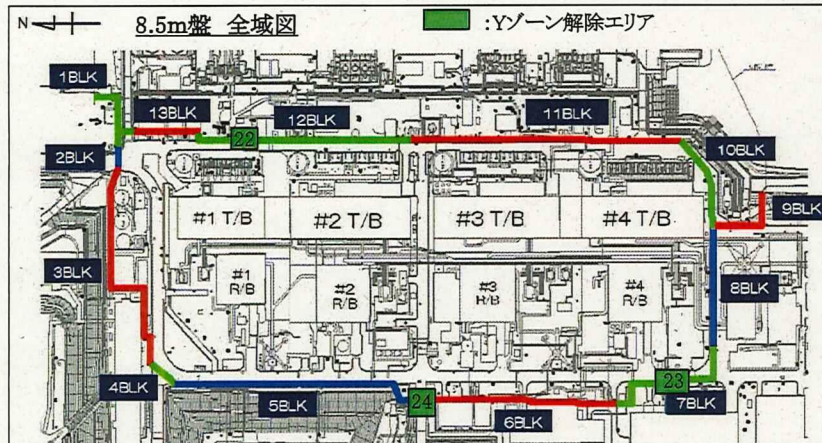 N 8.5m盤 全域図 :Yゾーン解除エリア
1BLK
13BLK
12BLK
11BLK
22
2BLK
10BLK
#1 T/B
#2 T/B
#3 T/B
#4 T/B
9BLK
3BLK
#1
R/B
#2
R/B
#3
R/B
#4
R/B
8BLK
4BLK
5BLK
24
6BLK
23
7BLK